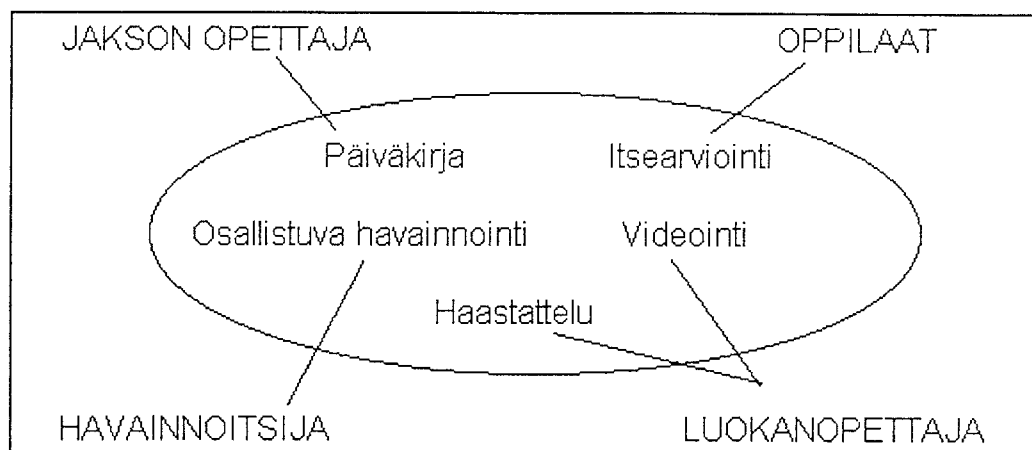 JAKSON OPETTAJA
OPPILAAT
Päiväkirja
Itsearviointi
Osallistuva havainnointi
Videointi
Haastattelu
HAVAINNOITSIJA
LUOKANOPETTAJA